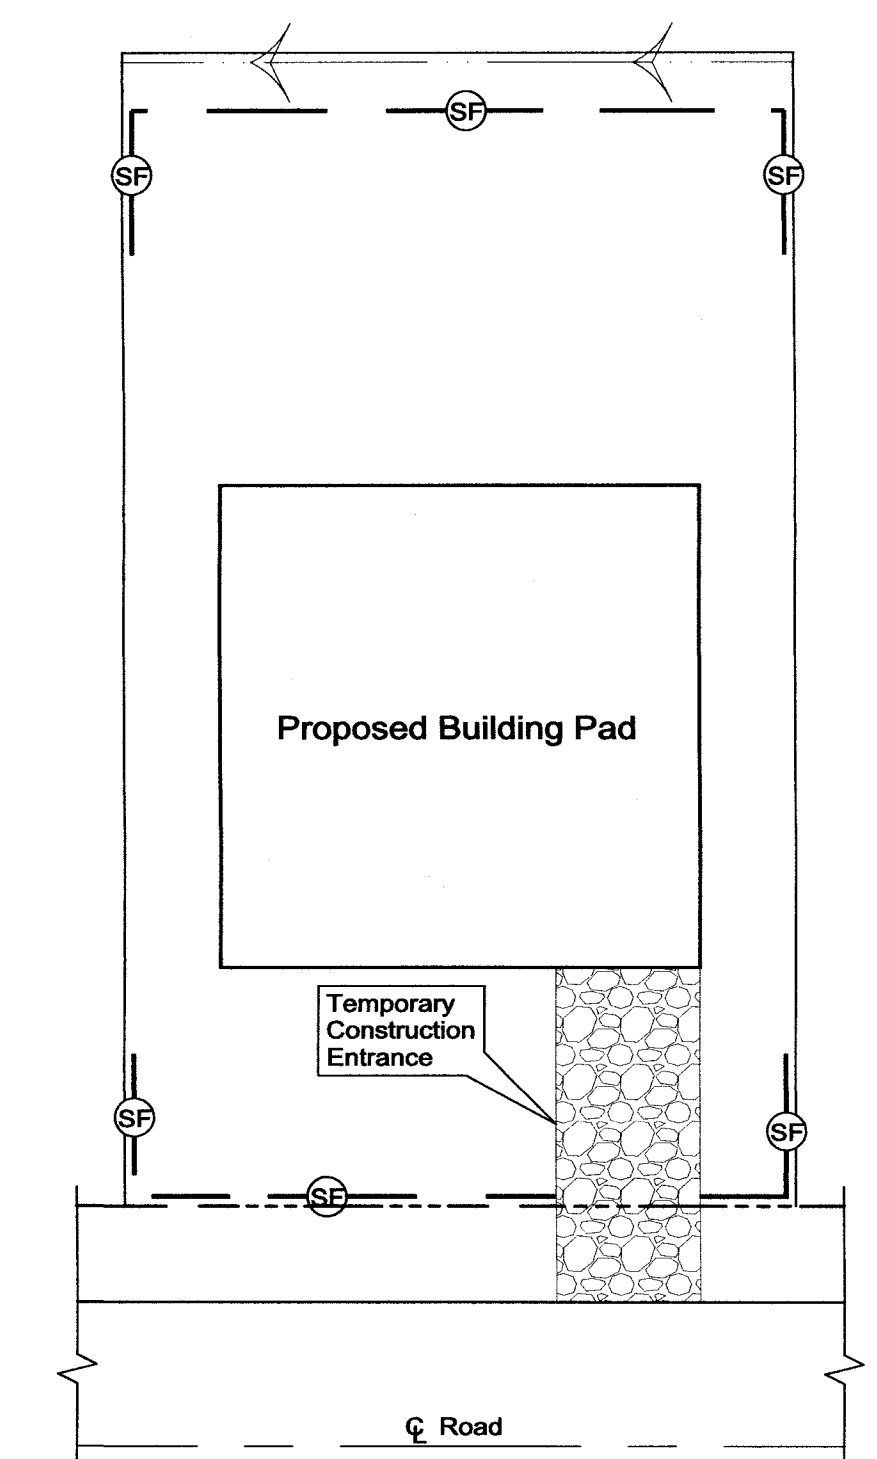 SF
SF
SF
Proposed Building Pad
Temporary
Construction
Entrance
SF
SF
SF
℄ Road